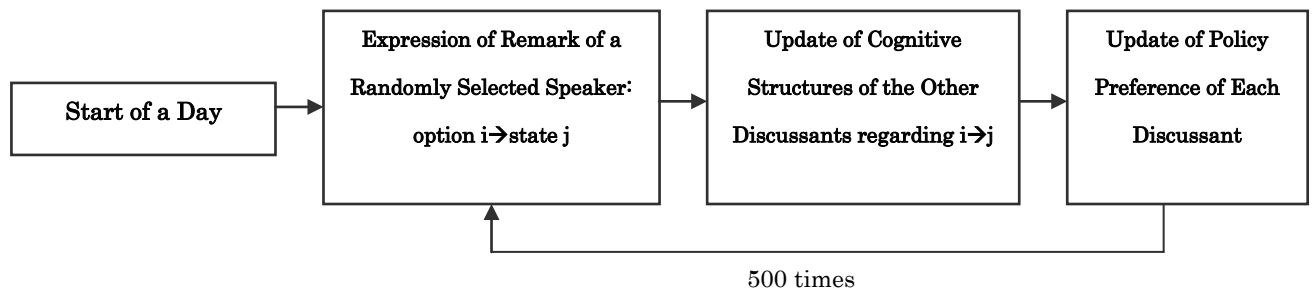 Start of a Day
Expression of Remark of a
Randomly Selected Speaker:
option i→state j
Update of Cognitive
Structures of the Other
Discussants regarding i→j
Update of Policy
Preference of Each
Discussant
500 times